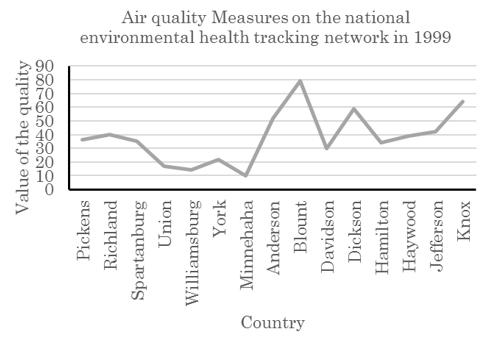 Air quality Measures on the national
environmental health tracking network in 1999
Value of the quality
90
80
70
60
50
40
30
20
10
0
Pickens
Richland
Spartanburg
Union
Williamsburg
York
Minnehaha
Anderson
Blount
Davidson
Dickson
Hamilton
Haywood
Jefferson
Knox
Country